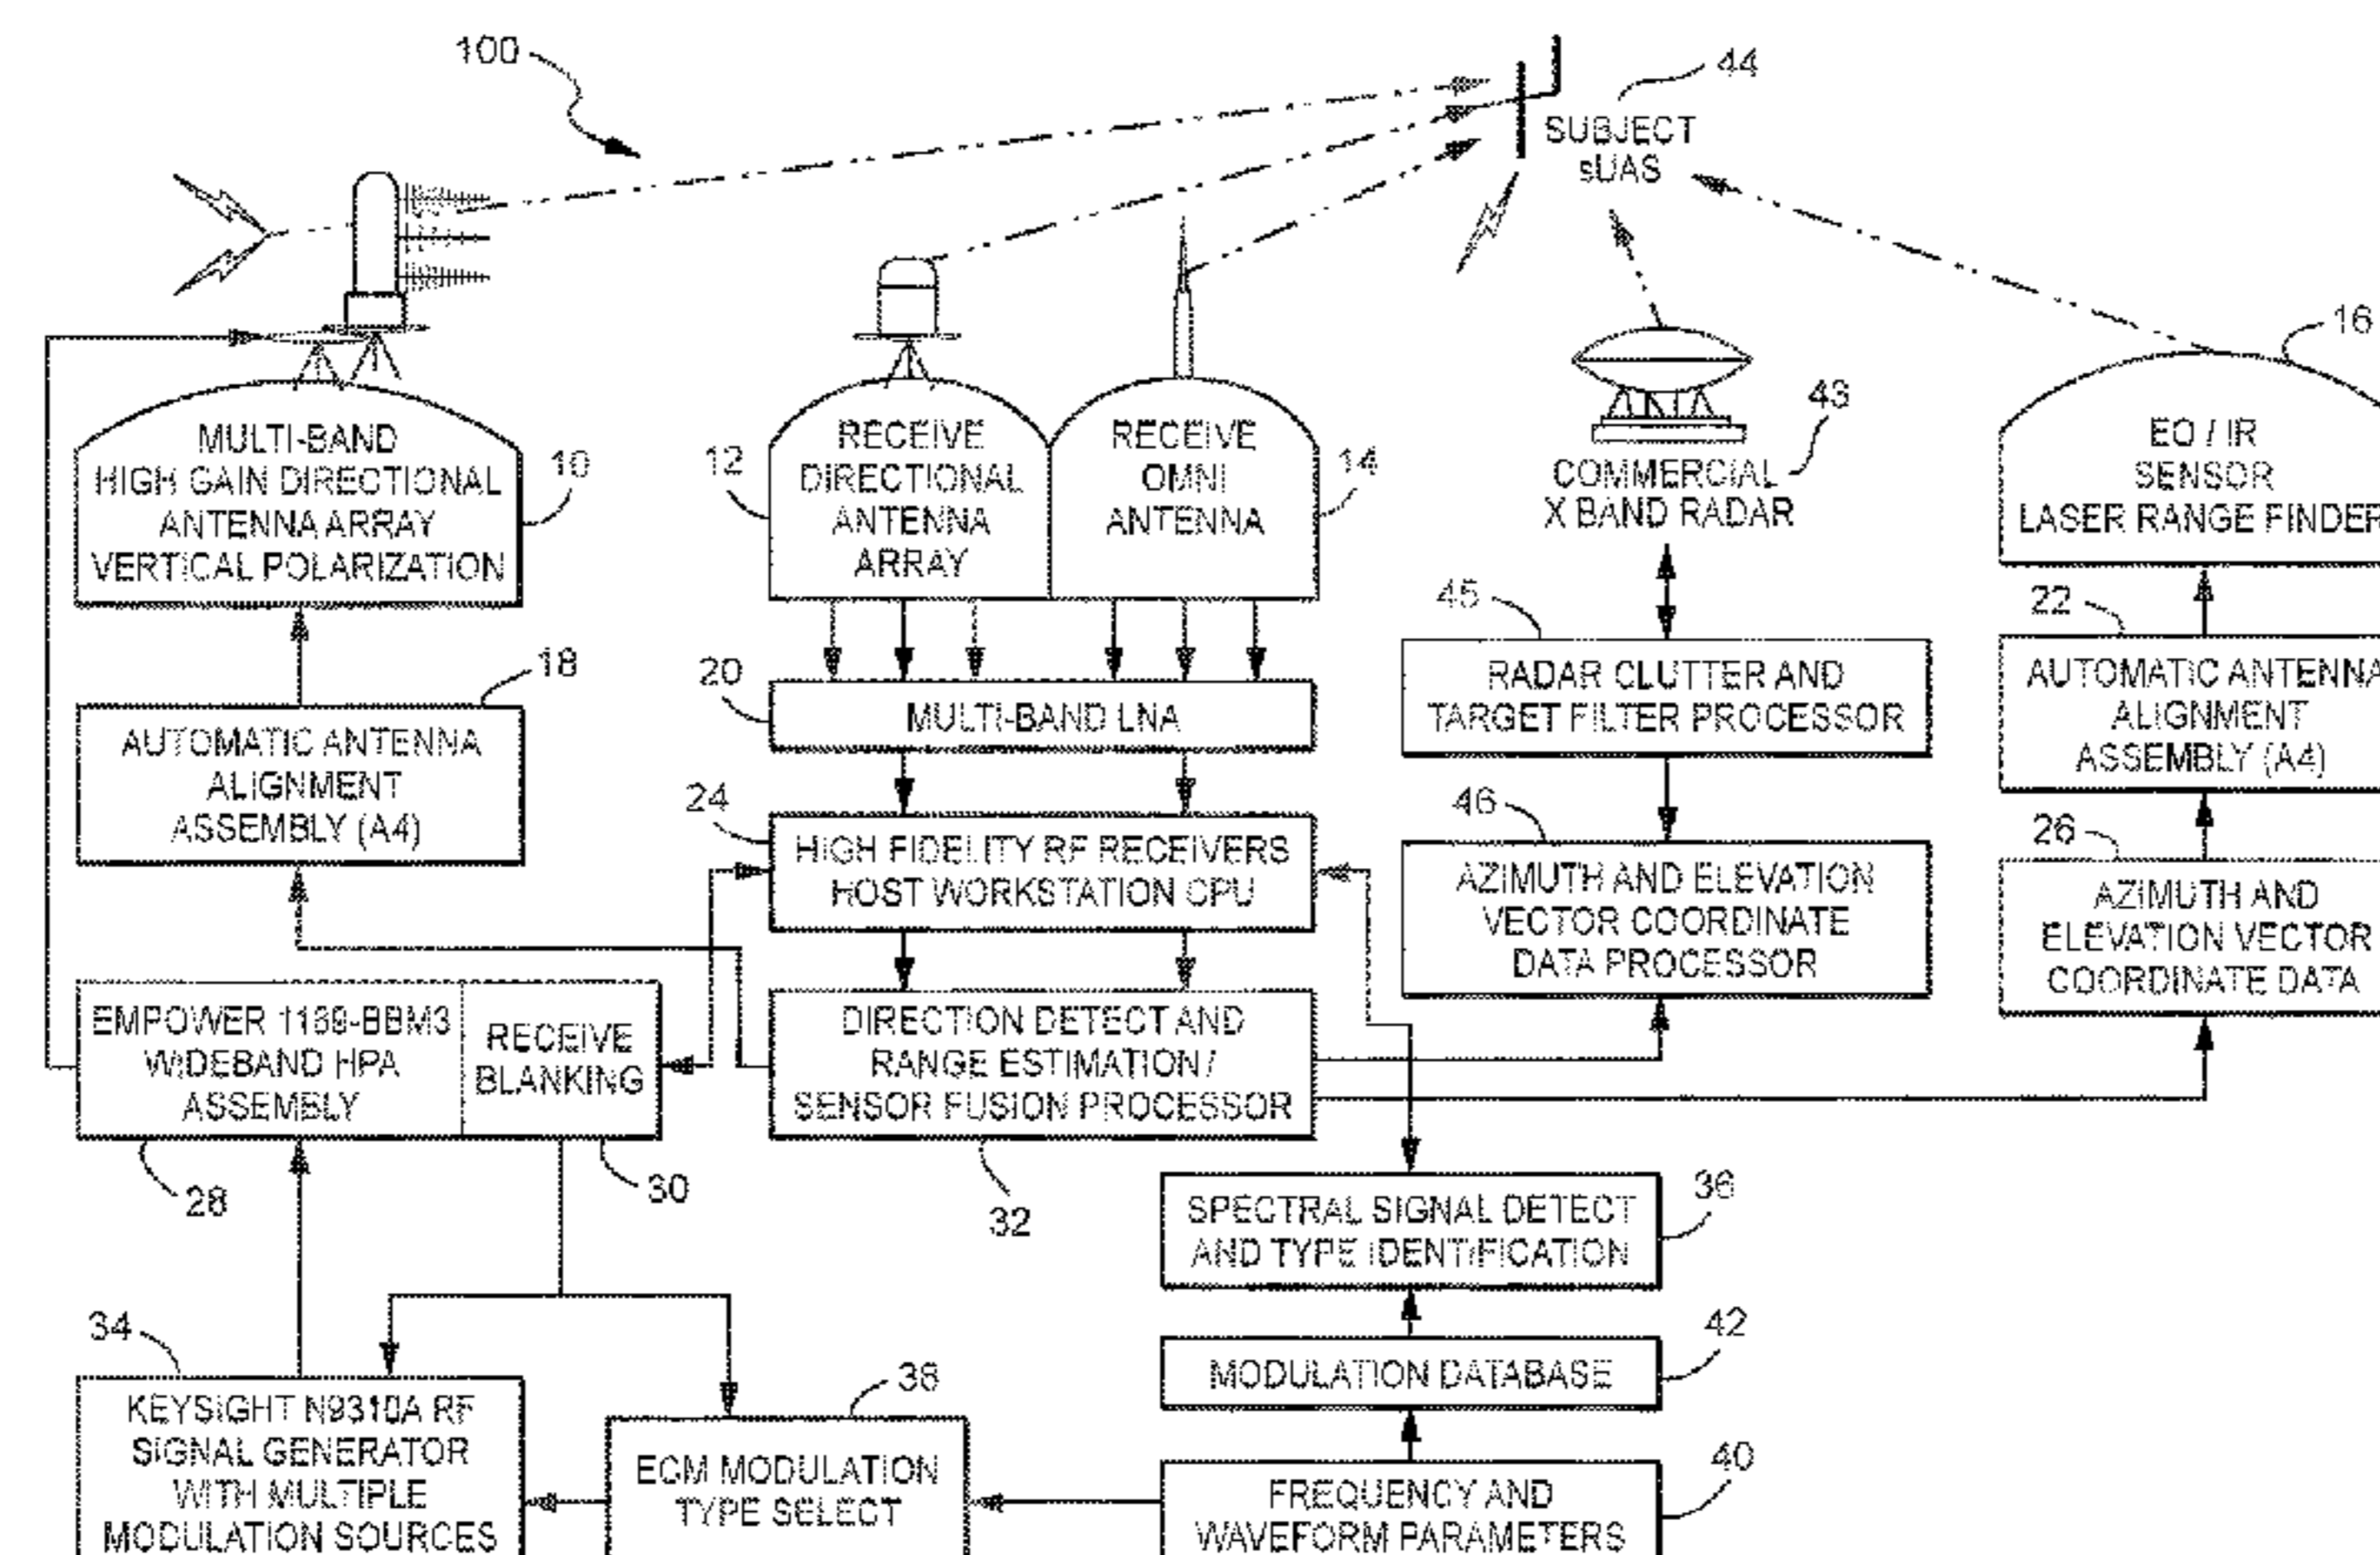 100
44
SUBJECT
sUAS
16
MULTI-BAND
HIGH GAIN DIRECTIONAL
ANTENNA ARRAY
VERTICAL POLARIZATION
10
12
RECEIVE
DIRECTIONAL
ANTENNA
ARRAY
RECEIVE
OMNI
ANTENNA
14
43
COMMERCIAL
X BAND RADAR
EO / IR
SENSOR
LASER RANGE FINDER
18
AUTOMATIC ANTENNA
ALIGNMENT
ASSEMBLY (A4)
20
MULTI-BAND LNA
45
RADAR CLUTTER AND
TARGET FILTER PROCESSOR
22
AUTOMATIC ANTENNA
ALIGNMENT
ASSEMBLY (A4)
24
HIGH FIDELITY RF RECEIVERS
HOST WORKSTATION CPU
46
AZIMUTH AND ELEVATION
VECTOR COORDINATE
DATA PROCESSOR
26
AZIMUTH AND
ELEVATION VECTOR
COORDINATE DATA
EMPOWER 1169-BBM3
WIDEBAND HPA
ASSEMBLY
28
RECEIVE
BLANKING
30
DIRECTION DETECT AND
RANGE ESTIMATION /
SENSOR FUSION PROCESSOR
32
SPECTRAL SIGNAL DETECT
AND TYPE IDENTIFICATION
36
MODULATION DATABASE
42
34
KEYSIGHT N9310A RF
SIGNAL GENERATOR
WITH MULTIPLE
MODULATION SOURCES
38
ECM MODULATION
TYPE SELECT
FREQUENCY AND
WAVEFORM PARAMETERS
40